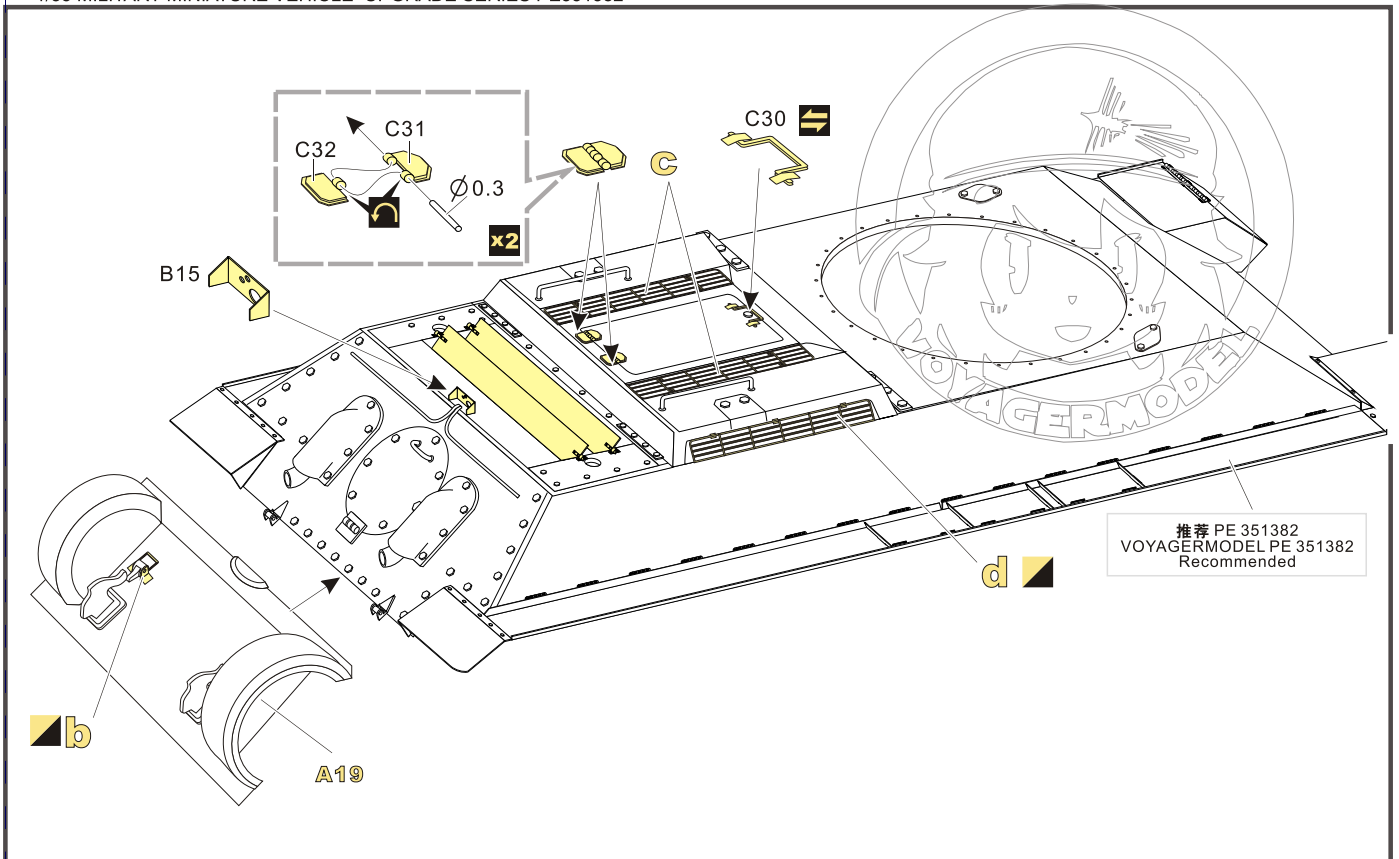 C31
C32
Ø0.3
x2
C30
C
B15
推荐 PE 351382
VOYAGERMODEL PE 351382
Recommended
d
b
A19
VOYAGERMODEL